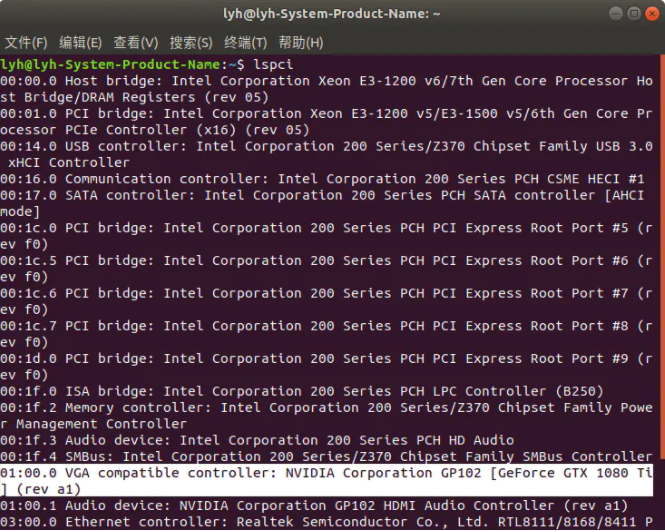 lyh@lyh-System-Product-Name: ~
文件(F) 编辑(E) 查看(V) 搜索(S) 终端(T) 帮助(H)
lyh@lyh-System-Product-Name:~$ lspci
00:00.0 Host bridge: Intel Corporation Xeon E3-1200 v6/7th Gen Core Processor Ho
st Bridge/DRAM Registers (rev 05)
00:01.0 PCI bridge: Intel Corporation Xeon E3-1200 v5/E3-1500 v5/6th Gen Core Pr
ocessor PCIe Controller (x16) (rev 05)
00:14.0 USB controller: Intel Corporation 200 Series/Z370 Chipset Family USB 3.0
 xHCI Controller
00:16.0 Communication controller: Intel Corporation 200 Series PCH CSME HECI #1
00:17.0 SATA controller: Intel Corporation 200 Series PCH SATA controller [AHCI
mode]
00:1c.0 PCI bridge: Intel Corporation 200 Series PCH PCI Express Root Port #5 (r
ev f0)
00:1c.5 PCI bridge: Intel Corporation 200 Series PCH PCI Express Root Port #6 (r
ev f0)
00:1c.6 PCI bridge: Intel Corporation 200 Series PCH PCI Express Root Port #7 (r
ev f0)
00:1c.7 PCI bridge: Intel Corporation 200 Series PCH PCI Express Root Port #8 (r
ev f0)
00:1d.0 PCI bridge: Intel Corporation 200 Series PCH PCI Express Root Port #9 (r
ev f0)
00:1f.0 ISA bridge: Intel Corporation 200 Series PCH LPC Controller (B250)
00:1f.2 Memory controller: Intel Corporation 200 Series/Z370 Chipset Family Powe
r Management Controller
00:1f.3 Audio device: Intel Corporation 200 Series PCH HD Audio
00:1f.4 SMBus: Intel Corporation 200 Series/Z370 Chipset Family SMBus Controller
01:00.0 VGA compatible controller: NVIDIA Corporation GP102 [GeForce GTX 1080 Ti
] (rev a1)
01:00.1 Audio device: NVIDIA Corporation GP102 HDMI Audio Controller (rev a1)
03:00.0 Ethernet controller: Realtek Semiconductor Co., Ltd. RTL8111/8168/8411 P